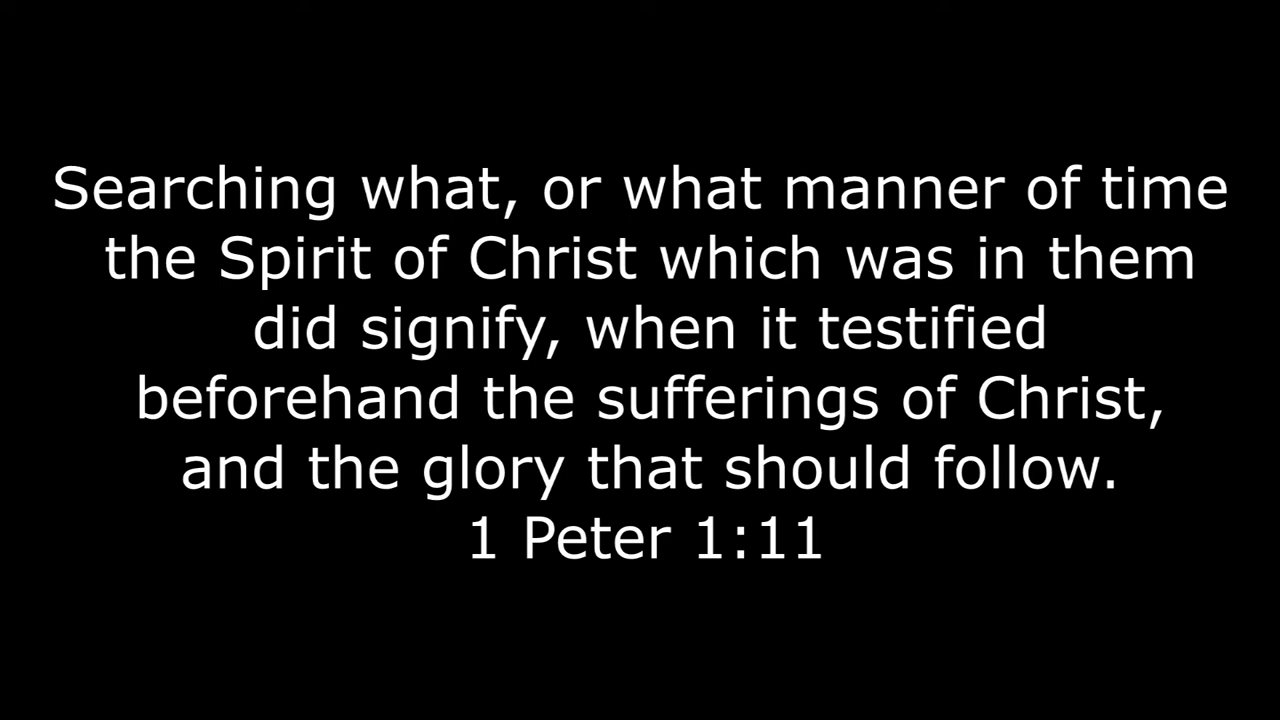 Searching what, or what manner of time
the Spirit of Christ which was in them
did signify, when it testified
beforehand the sufferings of Christ,
and the glory that should follow.
1 Peter 1:11